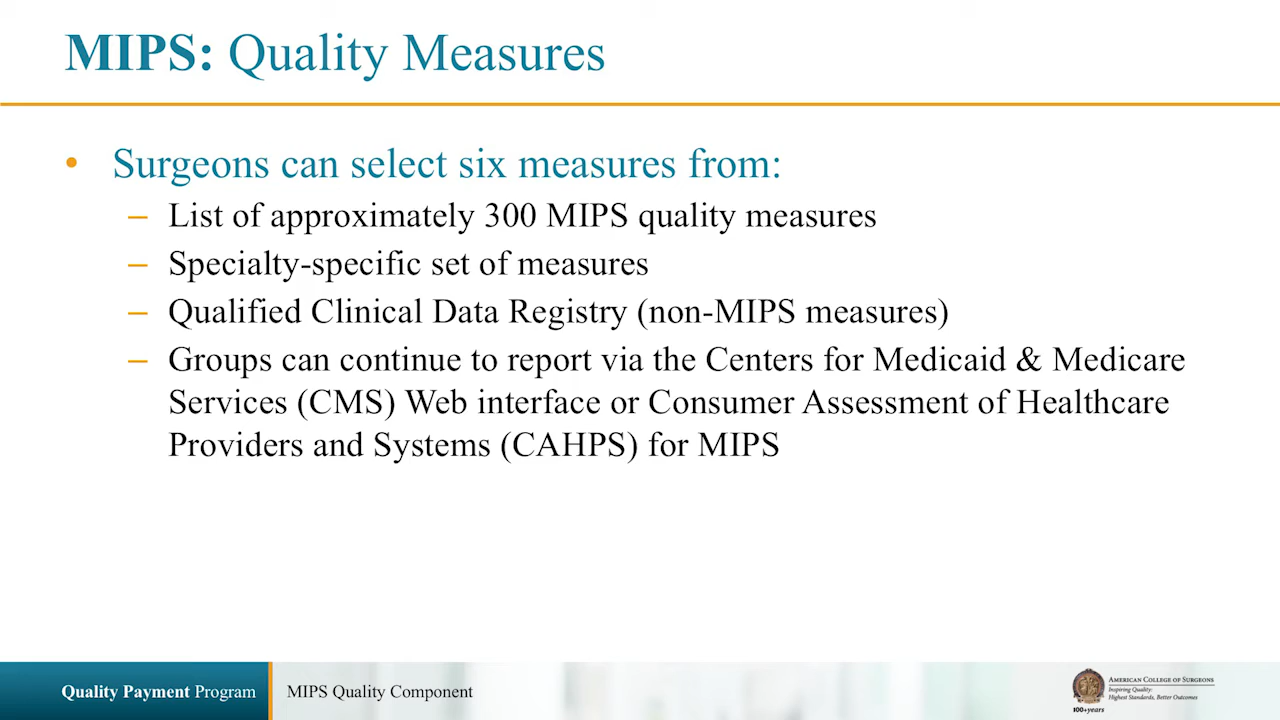 MIPS: Quality Measures
• Surgeons can select six measures from:
– List of approximately 300 MIPS quality measures
– Specialty-specific set of measures
– Qualified Clinical Data Registry (non-MIPS measures)
– Groups can continue to report via the Centers for Medicaid & Medicare
Services (CMS) Web interface or Consumer Assessment of Healthcare
Providers and Systems (CAHPS) for MIPS
Quality Payment Program
MIPS Quality Component
AMERICAN COLLEGE OF SURGEONS
Inspiring Quality:
Highest Standards, Better Outcomes
100+years